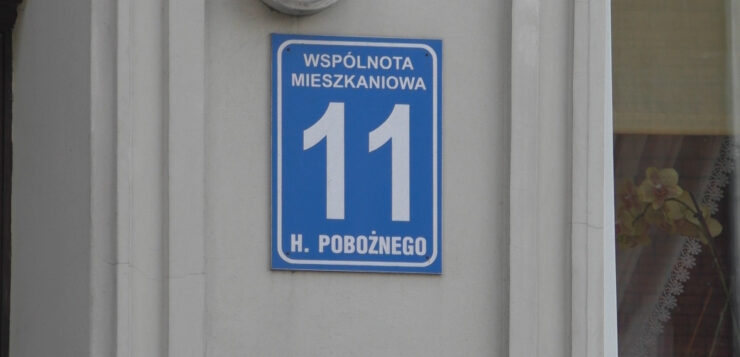 WSPÓLNOTA
MIESZKANIOWA
11
H. POBOŻNEGO